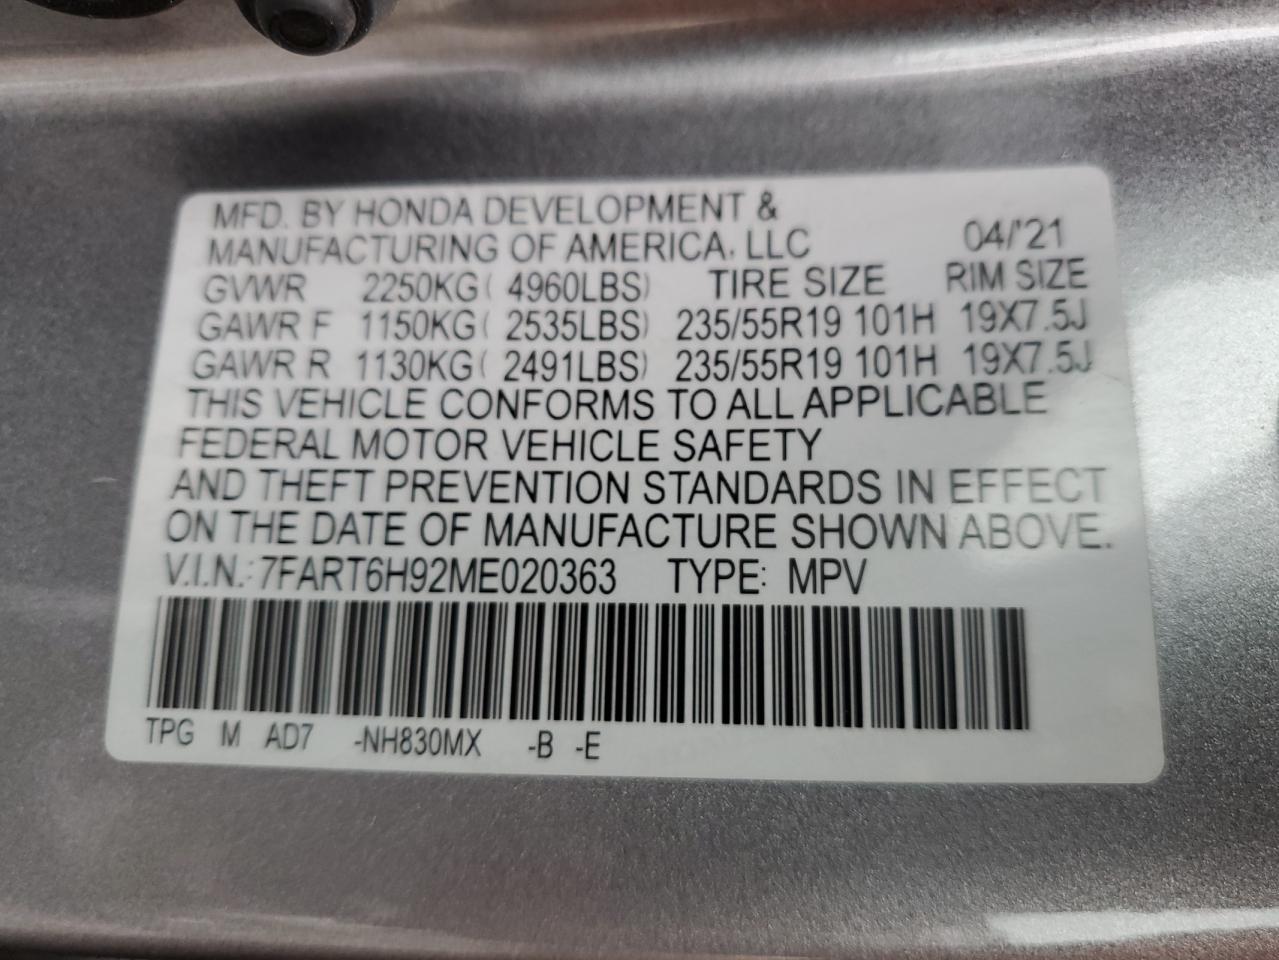 MFD. BY HONDA DEVELOPMENT &
MANUFACTURING OF AMERICA, LLC 04/'21
GVWR 2250KG( 4960LBS) TIRE SIZE RIM SIZE
GAWR F 1150KG( 2535LBS) 235/55R19 101H 19X7.5J
GAWR R 1130KG( 2491LBS) 235/55R19 101H 19X7.5J
THIS VEHICLE CONFORMS TO ALL APPLICABLE
FEDERAL MOTOR VEHICLE SAFETY
AND THEFT PREVENTION STANDARDS IN EFFECT
ON THE DATE OF MANUFACTURE SHOWN ABOVE.
V.I.N.: 7FART6H92ME020363 TYPE: MPV
TPG M AD7 -NH830MX -B -E